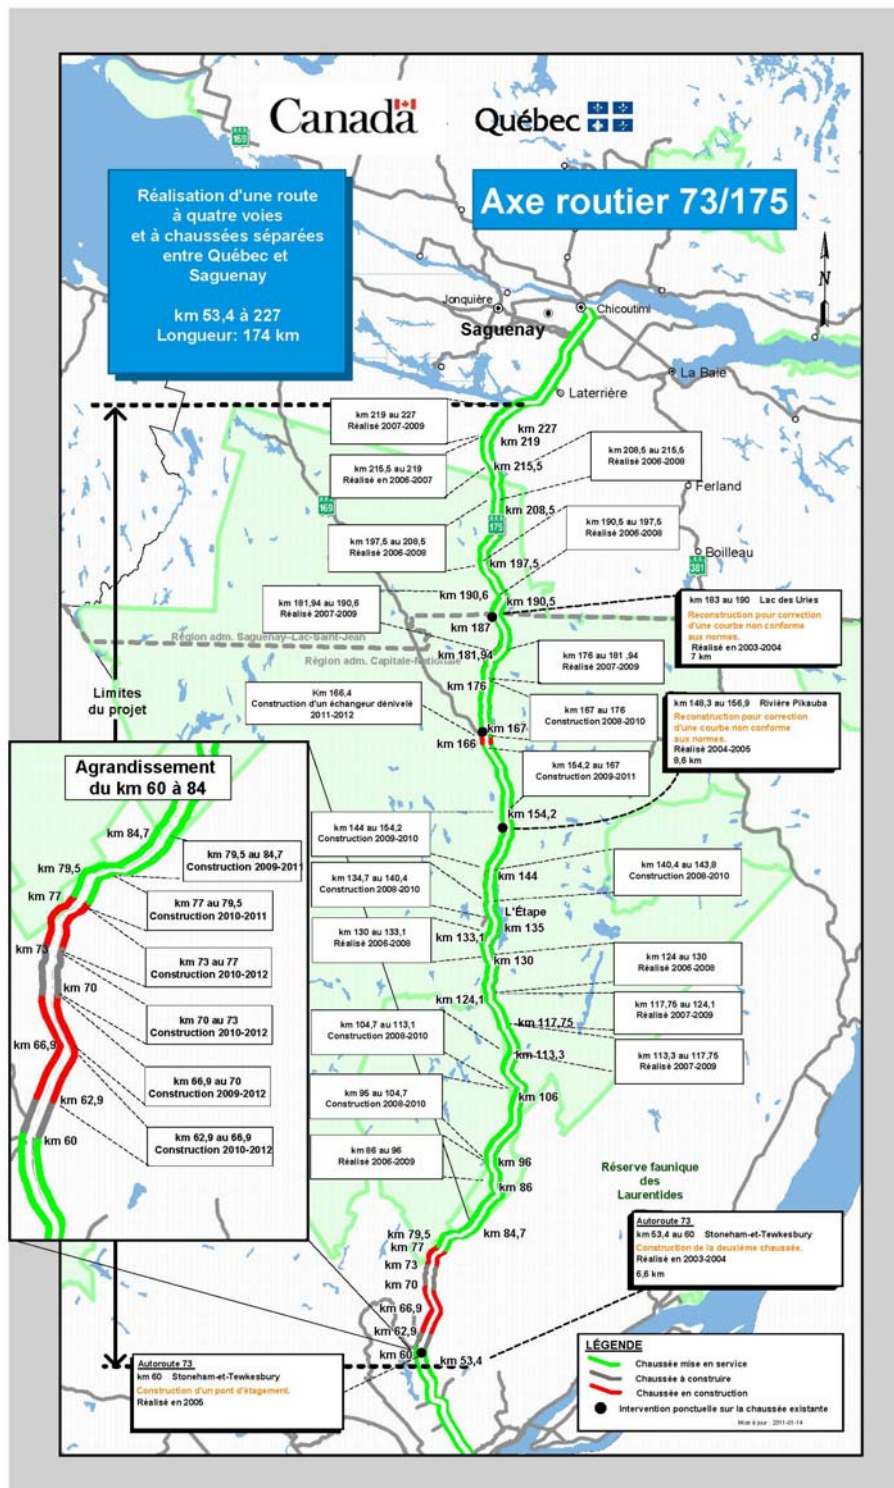 Canada
Québec
169
Réalisation d'une route
à quatre voies
et à chaussées séparées
entre Québec et
Saguenay
km 53,4 à 227
Longueur: 174 km
Axe routier 73/175
N
Jonquière
Chicoutimi
Saguenay
La Baie
Laterrière
km 219 au 227
Réalisé 2007-2009
km 227
km 219
km 215,5 au 219
Réalisé en 2006-2007
km 215,5
km 208,5 au 215,5
Réalisé 2006-2008
Ferland
169
km 208,5
175
km 190,5 au 197,5
Réalisé 2006-2008
km 197,5 au 208,5
Réalisé 2006-2008
Boilleau
381
km 197,5
km 181,94 au 190,6
Réalisé 2007-2009
km 190,6
km 190,5
km 183 au 190 Lac des Uries
Reconstruction pour correction
d'une courbe non conforme
aux normes.
Réalisé en 2003-2004
7 km
km 187
Région adm. Saguenay-Lac-Saint-Jean
Région adm. Capitale-Nationale
km 181,94
km 176 au 181,94
Réalisé 2007-2009
km 176
Limites
du projet
Km 166,4
Construction d'un échangeur dénivelé
2011-2012
km 167 au 176
Construction 2008-2010
km 148,3 au 156,9 Rivière Pikauba
Reconstruction pour correction
d'une courbe non conforme
aux normes.
Réalisé 2004-2005
8,6 km
km 167
km 166
km 154,2 au 167
Construction 2009-2011
km 154,2
km 144 au 154,2
Construction 2009-2010
km 144
km 140,4 au 143,8
Construction 2008-2010
km 134,7 au 140,4
Construction 2008-2010
L'Étape
km 135
km 130 au 133,1
Réalisé 2006-2008
km 133,1
km 130
km 124 au 130
Réalisé 2006-2008
km 124,1
km 117,75 au 124,1
Réalisé 2007-2009
km 104,7 au 113,1
Construction 2008-2010
km 117,75
km 113,3
km 113,3 au 117,75
Réalisé 2007-2009
km 95 au 104,7
Construction 2008-2010
km 106
km 86 au 96
Réalisé 2006-2009
km 96
km 86
Réserve faunique
des
Laurentides
Agrandissement
du km 60 à 84
km 84,7
km 79,5
km 79,5 au 84,7
Construction 2009-2011
km 77
km 77 au 79,5
Construction 2010-2011
km 73
km 73 au 77
Construction 2010-2012
km 70
km 70 au 73
Construction 2010-2012
km 66,9
km 66,9 au 70
Construction 2009-2012
km 62,9
km 62,9 au 66,9
Construction 2010-2012
km 60
km 84,7
km 79,5
km 77
km 73
km 70
km 66,9
km 62,9
km 60
km 53,4
Autoroute 73
km 53,4 au 60 Stoneham-et-Tewkesbury
Construction de la deuxième chaussée.
Réalisé en 2003-2004
6,6 km
Autoroute 73
km 60 Stoneham-et-Tewkesbury
Construction d'un pont d'étagement.
Réalisé en 2005
LÉGENDE
Chaussée mise en service
Chaussée à construire
Chaussée en construction
Intervention ponctuelle sur la chaussée existante
Mise à jour : 2011-01-14